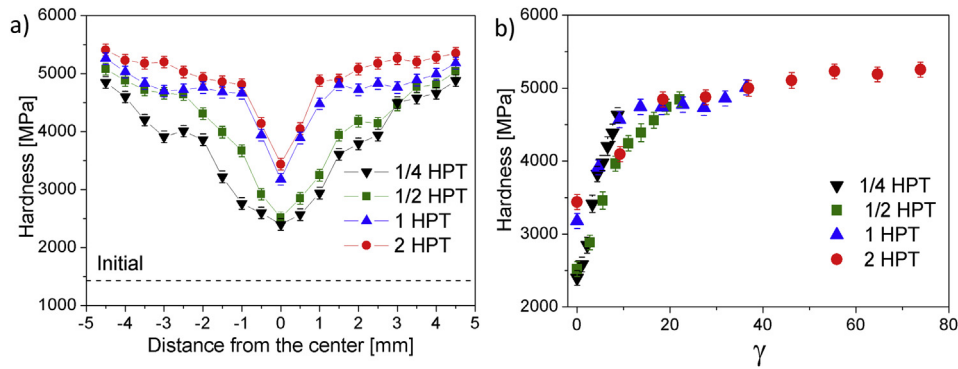 a)
6000
5000
4000
3000
2000
1000
Hardness [MPa]
1/4 HPT
1/2 HPT
1 HPT
2 HPT
Initial
-5 -4 -3 -2 -1 0 1 2 3 4 5
Distance from the center [mm]
b)
6000
5000
4000
3000
2000
Hardness [MPa]
1/4 HPT
1/2 HPT
1 HPT
2 HPT
0 20 40 60 80
γ